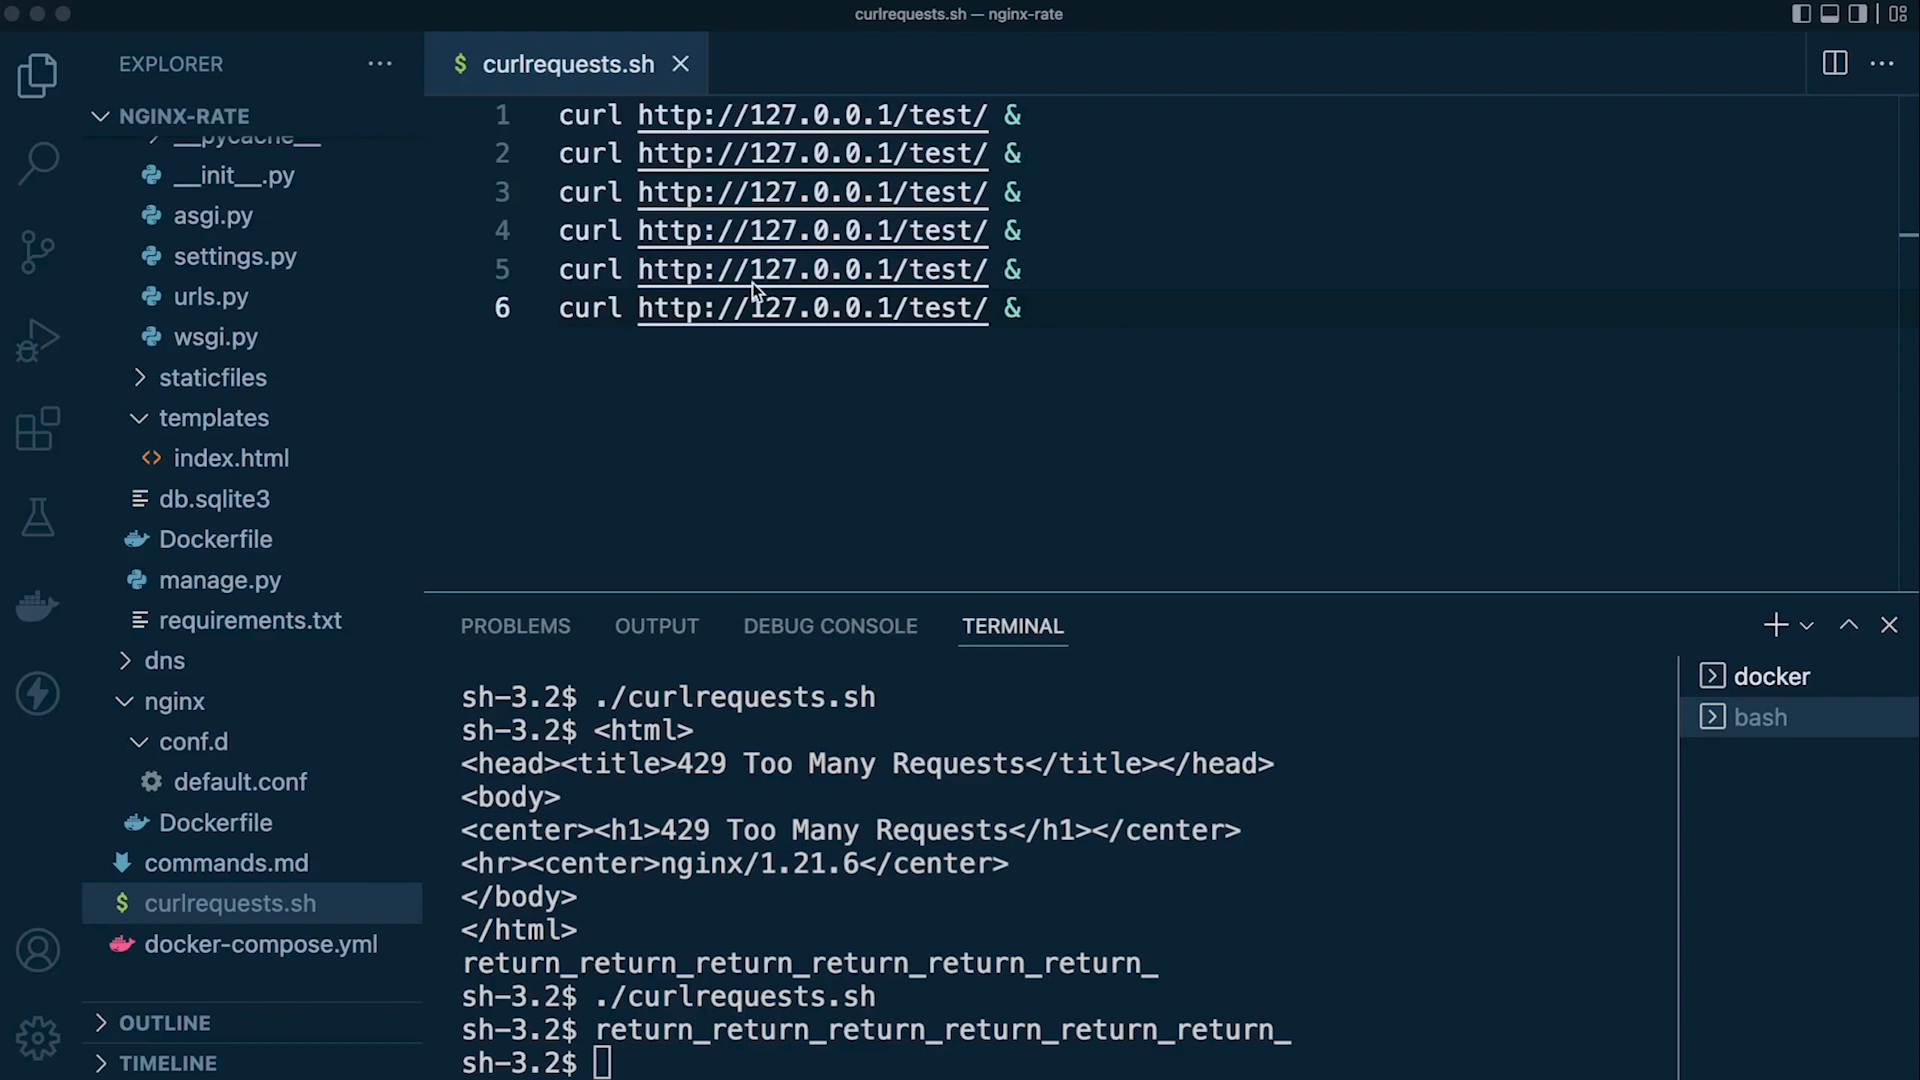 curlrequests.sh — nginx-rate
EXPLORER
NGINX-RATE
__pycache__
__init__.py
asgi.py
settings.py
urls.py
wsgi.py
staticfiles
templates
index.html
db.sqlite3
Dockerfile
manage.py
requirements.txt
dns
nginx
conf.d
default.conf
Dockerfile
commands.md
$ curlrequests.sh
docker-compose.yml
OUTLINE
TIMELINE
$ curlrequests.sh
1 curl http://127.0.0.1/test/ &
2 curl http://127.0.0.1/test/ &
3 curl http://127.0.0.1/test/ &
4 curl http://127.0.0.1/test/ &
5 curl http://127.0.0.1/test/ &
6 curl http://127.0.0.1/test/ &
PROBLEMS OUTPUT DEBUG CONSOLE TERMINAL
sh-3.2$ ./curlrequests.sh
sh-3.2$ <html>
<head><title>429 Too Many Requests</title></head>
<body>
<center><h1>429 Too Many Requests</h1></center>
<hr><center>nginx/1.21.6</center>
</body>
</html>
return_return_return_return_return_return_
sh-3.2$ ./curlrequests.sh
sh-3.2$ return_return_return_return_return_return_
sh-3.2$
docker
bash